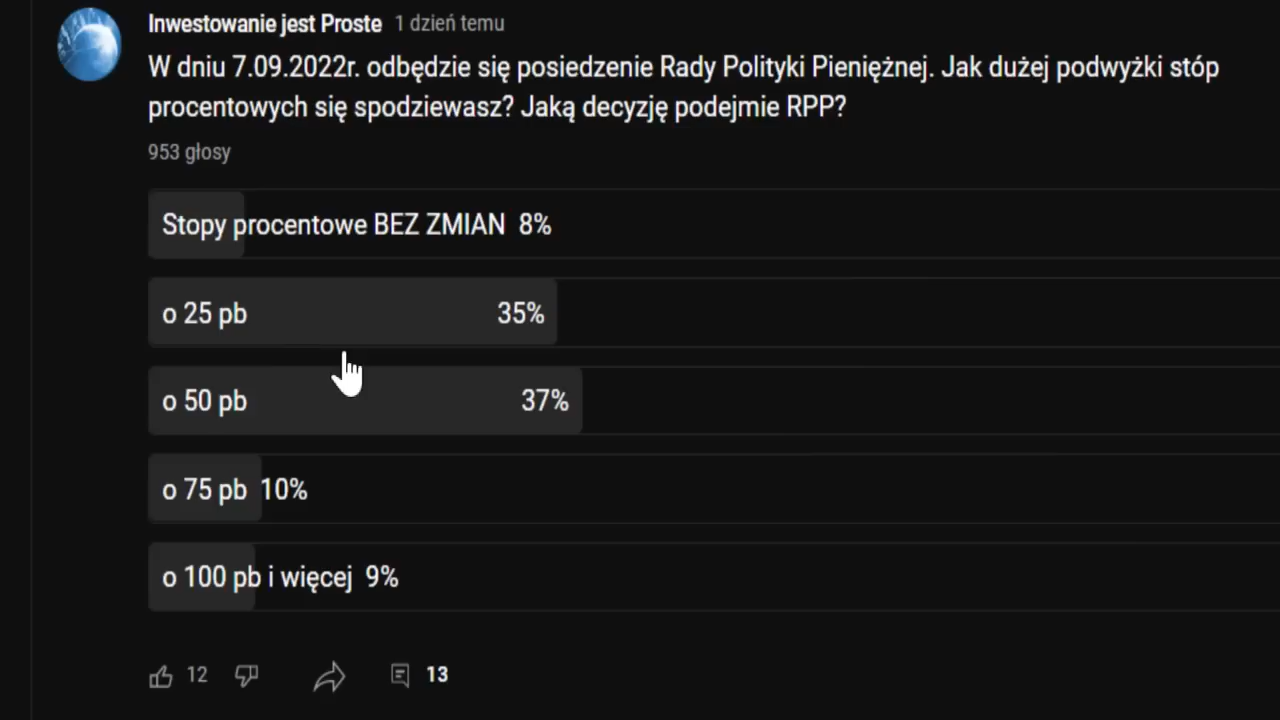 Inwestowanie jest Proste 1 dzień temu
W dniu 7.09.2022r. odbędzie się posiedzenie Rady Polityki Pieniężnej. Jak dużej podwyżki stóp
procentowych się spodziewasz? Jaką decyzję podejmie RPP?
953 głosy
Stopy procentowe BEZ ZMIAN 8%
o 25 pb 35%
o 50 pb 37%
o 75 pb 10%
o 100 pb i więcej 9%
12 13